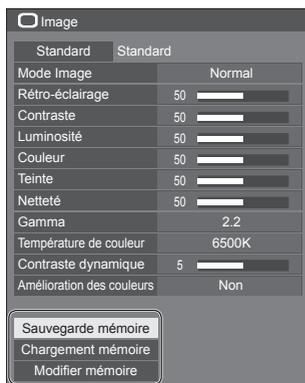 Image
Standard Standard
Mode Image Normal
Rétro-éclairage 50
Contraste 50
Luminosité 50
Couleur 50
Teinte 50
Netteté 50
Gamma 2.2
Température de couleur 6500K
Contraste dynamique 5
Amélioration des couleurs Non
Sauvegarde mémoire
Chargement mémoire
Modifier mémoire